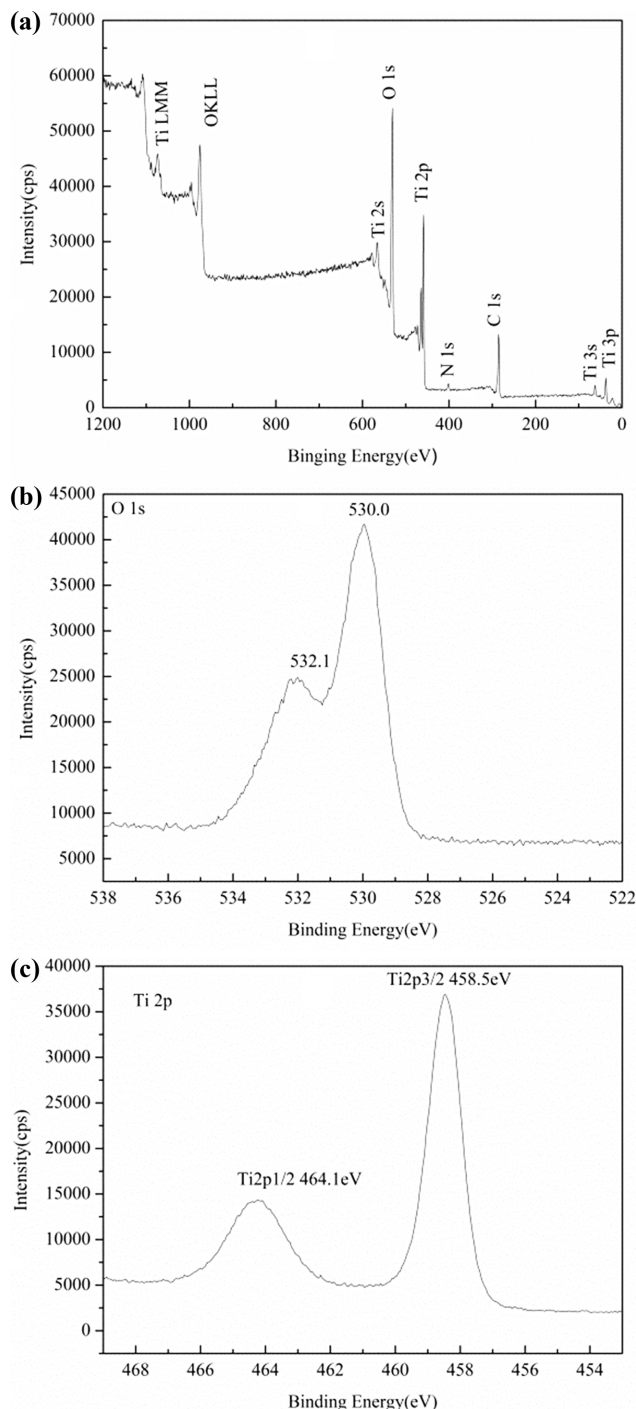 (a)
70000
60000
50000
40000
30000
20000
10000
0
Intensity(cps)
Ti LMM
OKLL
Ti 2s
O 1s
Ti 2p
N 1s
C 1s
Ti 3s
Ti 3p
1200 1000 800 600 400 200 0
Binging Energy(eV)
(b)
45000
40000
35000
30000
25000
20000
15000
10000
5000
Intensity(cps)
O 1s
530.0
532.1
538 536 534 532 530 528 526 524 522
Binding Energy(eV)
(c)
40000
35000
30000
25000
20000
15000
10000
5000
0
Intensity(cps)
Ti 2p
Ti2p3/2 458.5eV
Ti2p1/2 464.1eV
468 466 464 462 460 458 456 454
Binding Energy(eV)